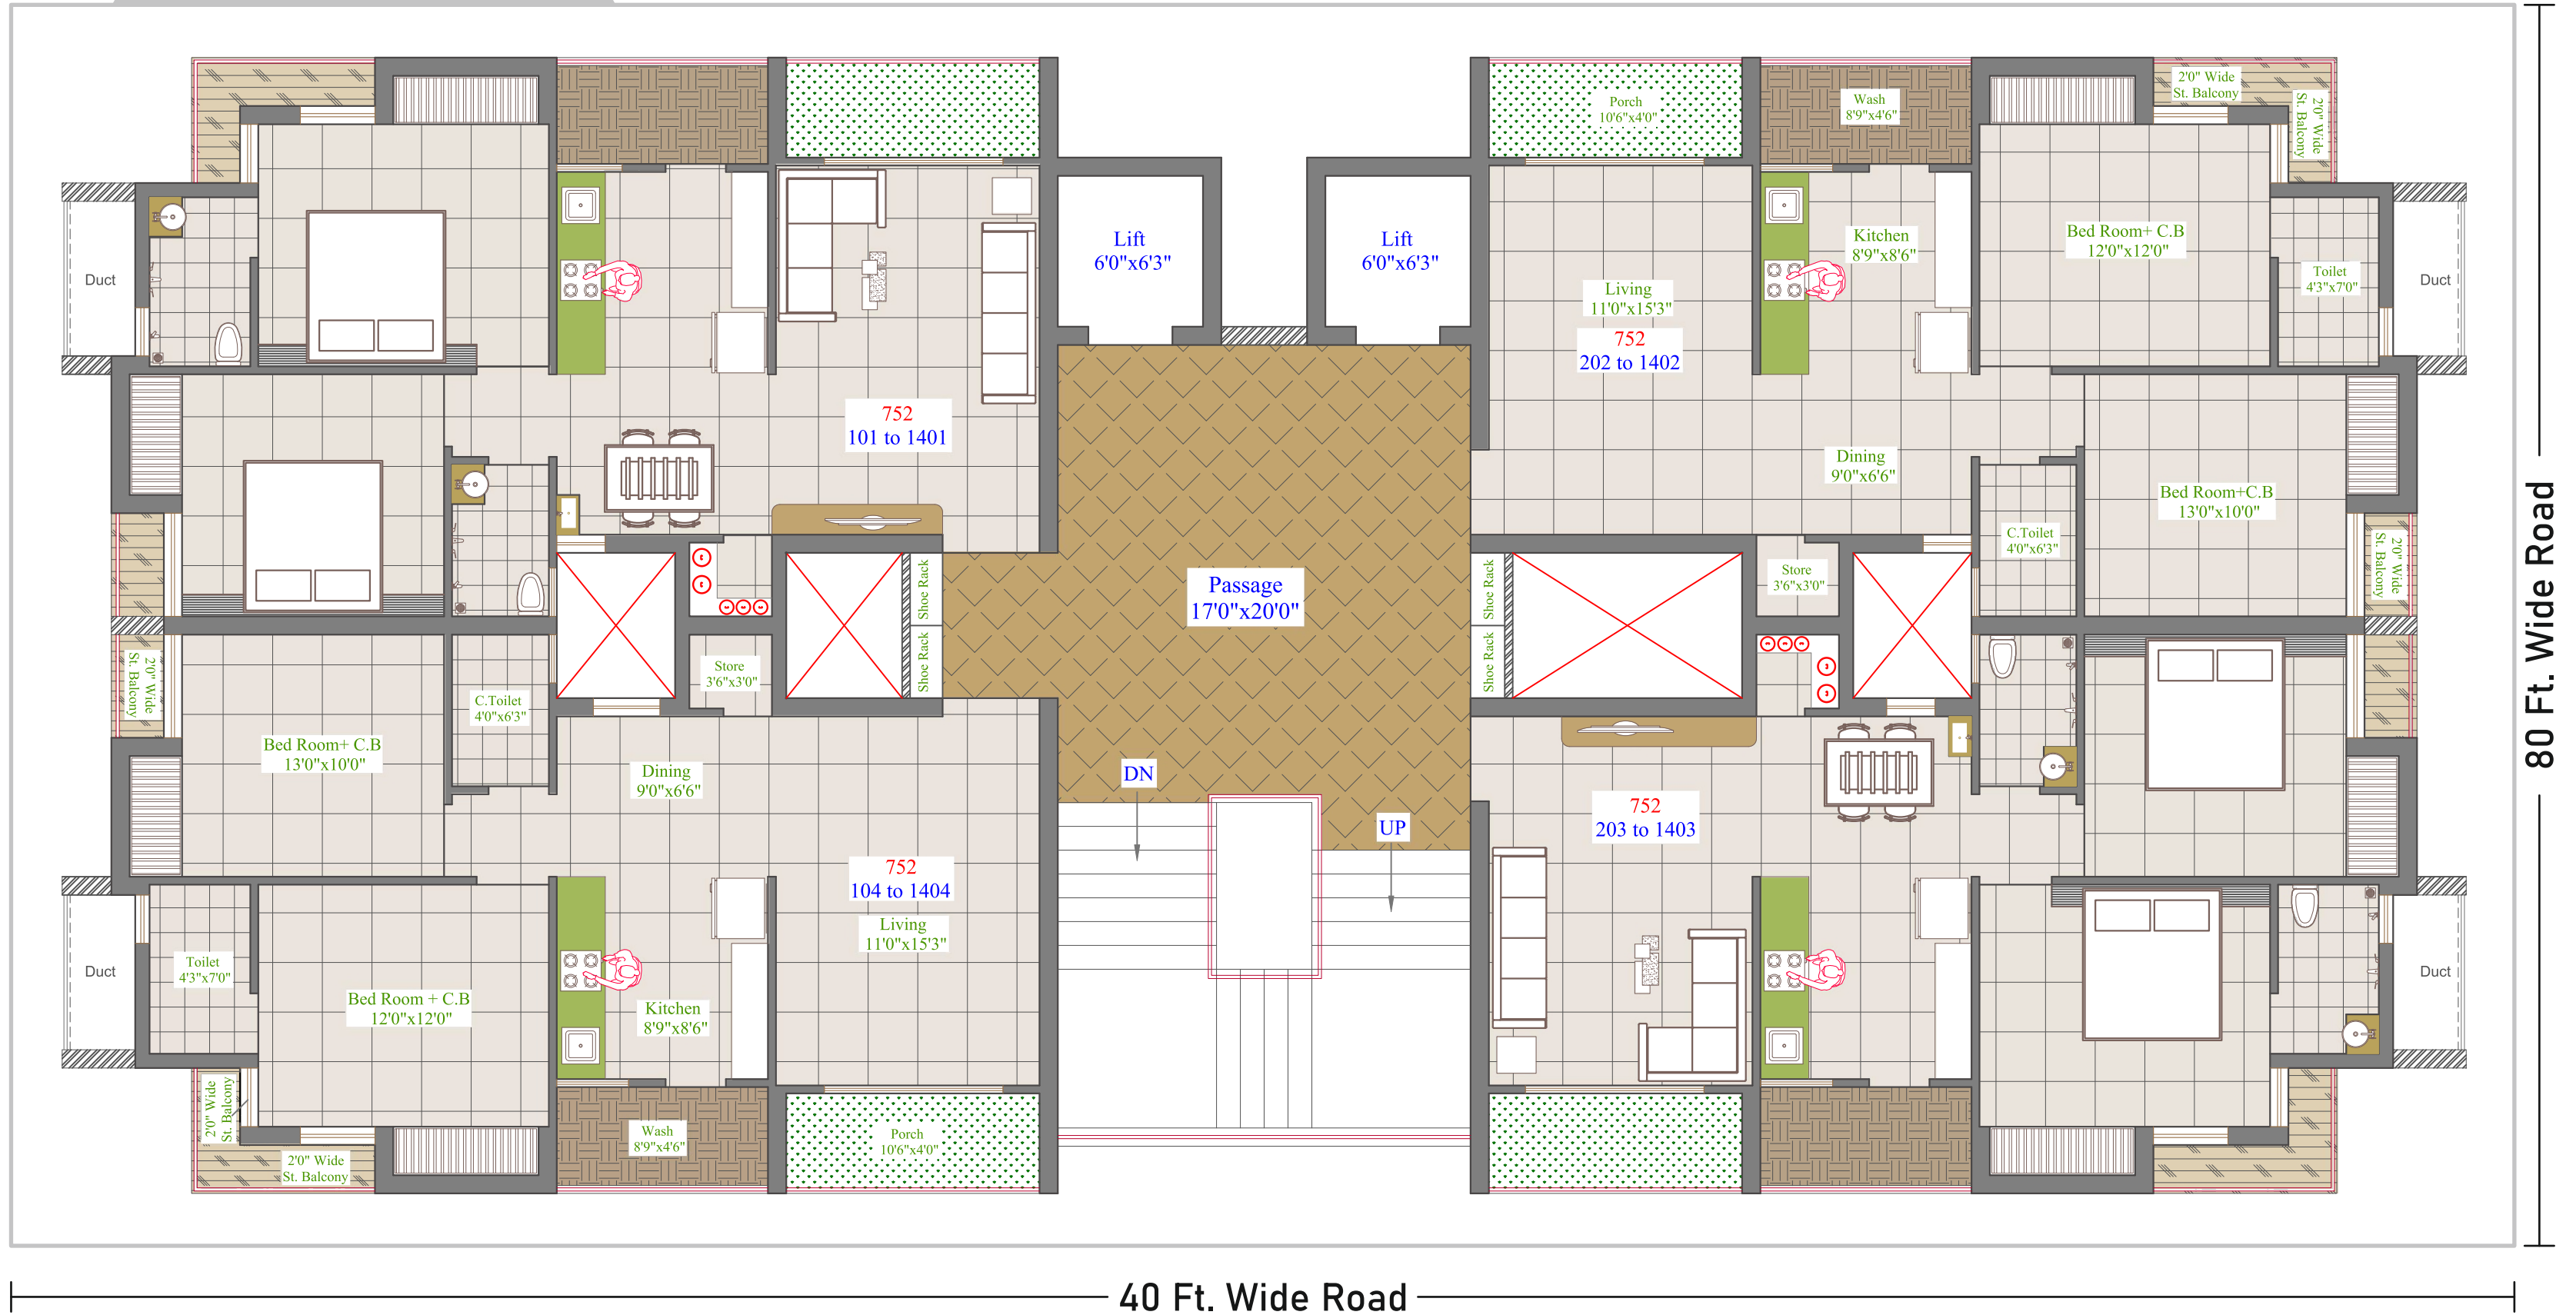 Porch
10'6"x4'0"
Wash
8'9"x4'6"
2'0" Wide
St. Balcony
2'0" Wide
St. Balcony
Lift
6'0"x6'3"
Lift
6'0"x6'3"
Kitchen
8'9"x8'6"
Bed Room+ C.B
12'0"x12'0"
Toilet
4'3"x7'0"
Duct
Duct
Living
11'0"x15'3"
752
202 to 1402
752
101 to 1401
Dining
9'0"x6'6"
Bed Room+C.B
13'0"x10'0"
C.Toilet
4'0"x6'3"
2'0" Wide
St. Balcony
Shoe Rack
Shoe Rack
Passage
17'0"x20'0"
Shoe Rack
Shoe Rack
Store
3'6"x3'0"
2'0" Wide
St. Balcony
Store
3'6"x3'0"
C.Toilet
4'0"x6'3"
Bed Room+ C.B
13'0"x10'0"
Dining
9'0"x6'6"
DN
UP
752
203 to 1403
752
104 to 1404
Living
11'0"x15'3"
Duct
Toilet
4'3"x7'0"
Bed Room + C.B
12'0"x12'0"
Kitchen
8'9"x8'6"
Duct
2'0" Wide
St. Balcony
2'0" Wide
St. Balcony
Wash
8'9"x4'6"
Porch
10'6"x4'0"
80 Ft. Wide Road
40 Ft. Wide Road